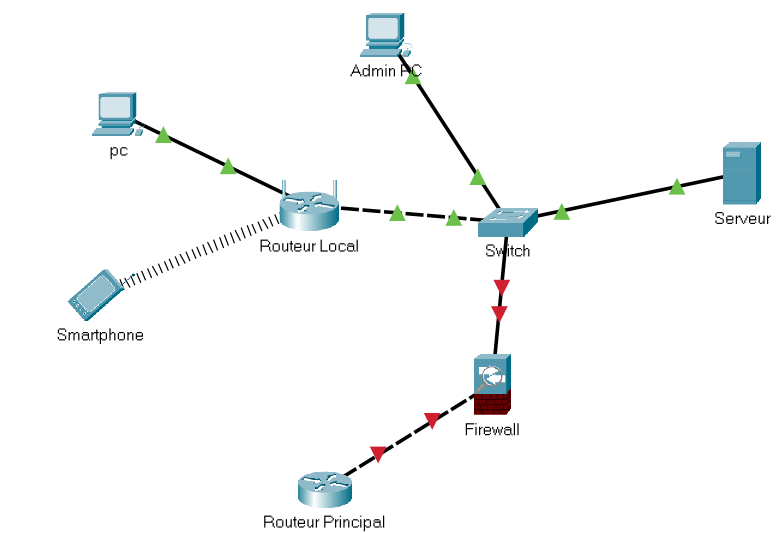 Admin PC
pc
Serveur
Routeur Local
Switch
Smartphone
Firewall
Routeur Principal